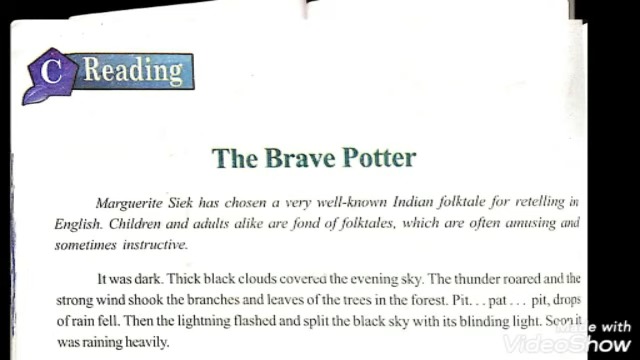 C Reading
The Brave Potter
Marguerite Siek has chosen a very well-known Indian folktale for retelling in
English. Children and adults alike are fond of folktales, which are often amusing and
sometimes instructive.
It was dark. Thick black clouds covered the evening sky. The thunder roared and the
strong wind shook the branches and leaves of the trees in the forest. Pit. . . pat . . . pit, drops
of rain fell. Then the lightning flashed and split the black sky with its blinding light. Soon it
was raining heavily.
Made with
VideoShow